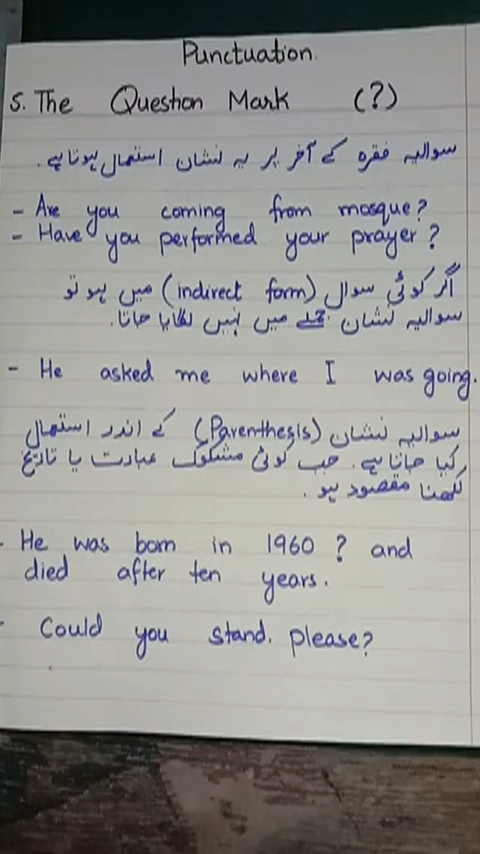 Punctuation.
5. The Question Mark (?)
سوالیہ فقرہ کے آخر پر یہ نشان استعمال ہوتا ہے.
- Are you coming from mosque?
- Have you performed your prayer?
اگر کوئی سوال (indirect form) میں ہو تو
سوالیہ نشان جملے میں نہیں لگایا جاتا.
- He asked me where I was going.
سوالیہ نشان (Parenthesis) کے اندر استعمال
کیا جاتا ہے. جب کوئی مشکوک عبادت یا تاریخ
لکھنا مقصود ہو.
- He was born in 1960 ? and
died after ten years.
- Could you stand. please?